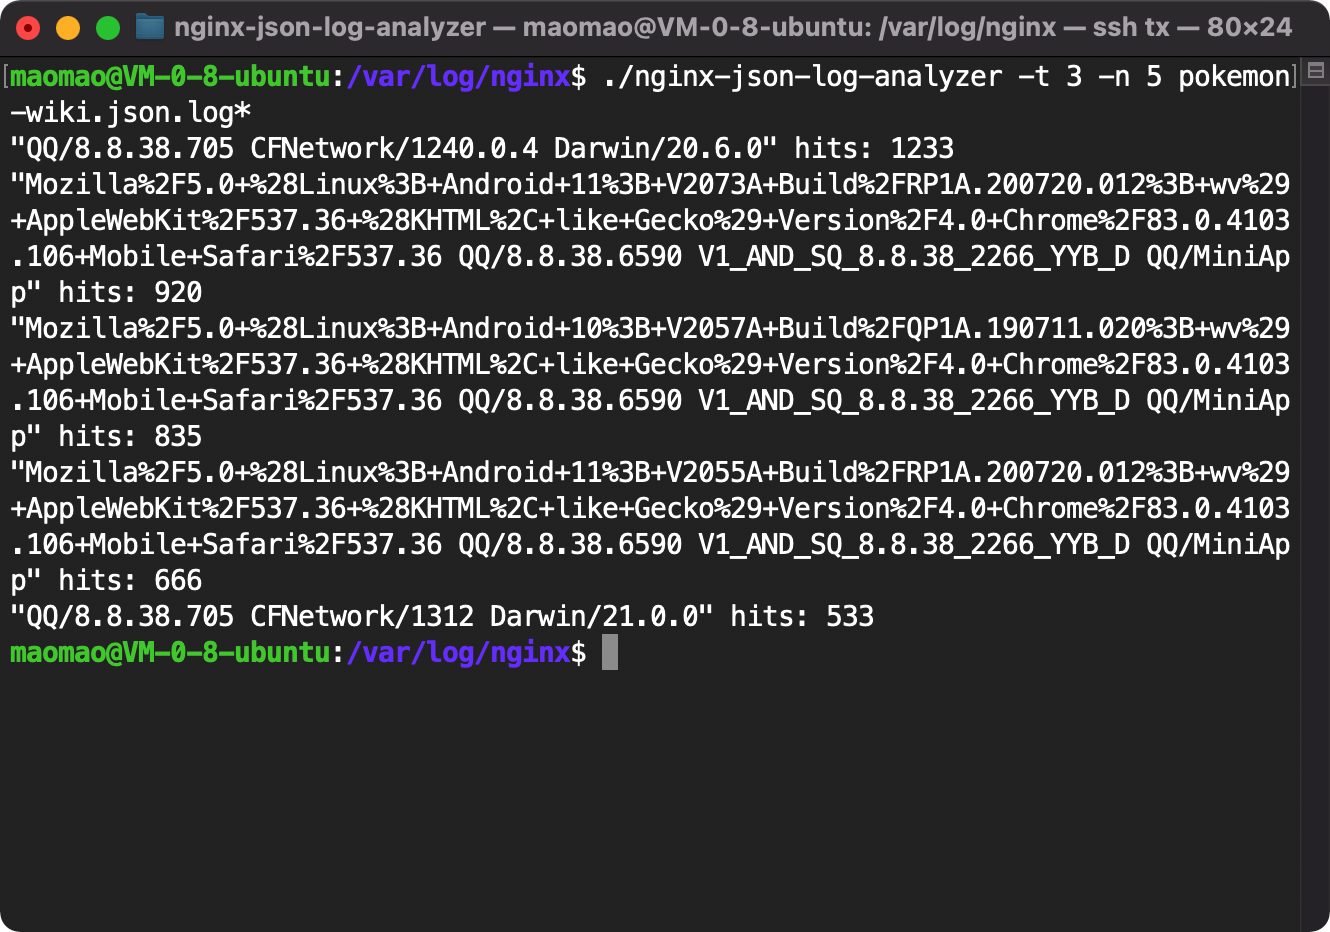 nginx-json-log-analyzer — maomao@VM-0-8-ubuntu: /var/log/nginx — ssh tx — 80×24
[maomao@VM-0-8-ubuntu:/var/log/nginx$ ./nginx-json-log-analyzer -t 3 -n 5 pokemon]
-wiki.json.log*
"QQ/8.8.38.705 CFNetwork/1240.0.4 Darwin/20.6.0" hits: 1233
"Mozilla%2F5.0+%28Linux%3B+Android+11%3B+V2073A+Build%2FRP1A.200720.012%3B+wv%29
+AppleWebKit%2F537.36+%28KHTML%2C+like+Gecko%29+Version%2F4.0+Chrome%2F83.0.4103
.106+Mobile+Safari%2F537.36 QQ/8.8.38.6590 V1_AND_SQ_8.8.38_2266_YYB_D QQ/MiniAp
p" hits: 920
"Mozilla%2F5.0+%28Linux%3B+Android+10%3B+V2057A+Build%2FQP1A.190711.020%3B+wv%29
+AppleWebKit%2F537.36+%28KHTML%2C+like+Gecko%29+Version%2F4.0+Chrome%2F83.0.4103
.106+Mobile+Safari%2F537.36 QQ/8.8.38.6590 V1_AND_SQ_8.8.38_2266_YYB_D QQ/MiniAp
p" hits: 835
"Mozilla%2F5.0+%28Linux%3B+Android+11%3B+V2055A+Build%2FRP1A.200720.012%3B+wv%29
+AppleWebKit%2F537.36+%28KHTML%2C+like+Gecko%29+Version%2F4.0+Chrome%2F83.0.4103
.106+Mobile+Safari%2F537.36 QQ/8.8.38.6590 V1_AND_SQ_8.8.38_2266_YYB_D QQ/MiniAp
p" hits: 666
"QQ/8.8.38.705 CFNetwork/1312 Darwin/21.0.0" hits: 533
maomao@VM-0-8-ubuntu:/var/log/nginx$